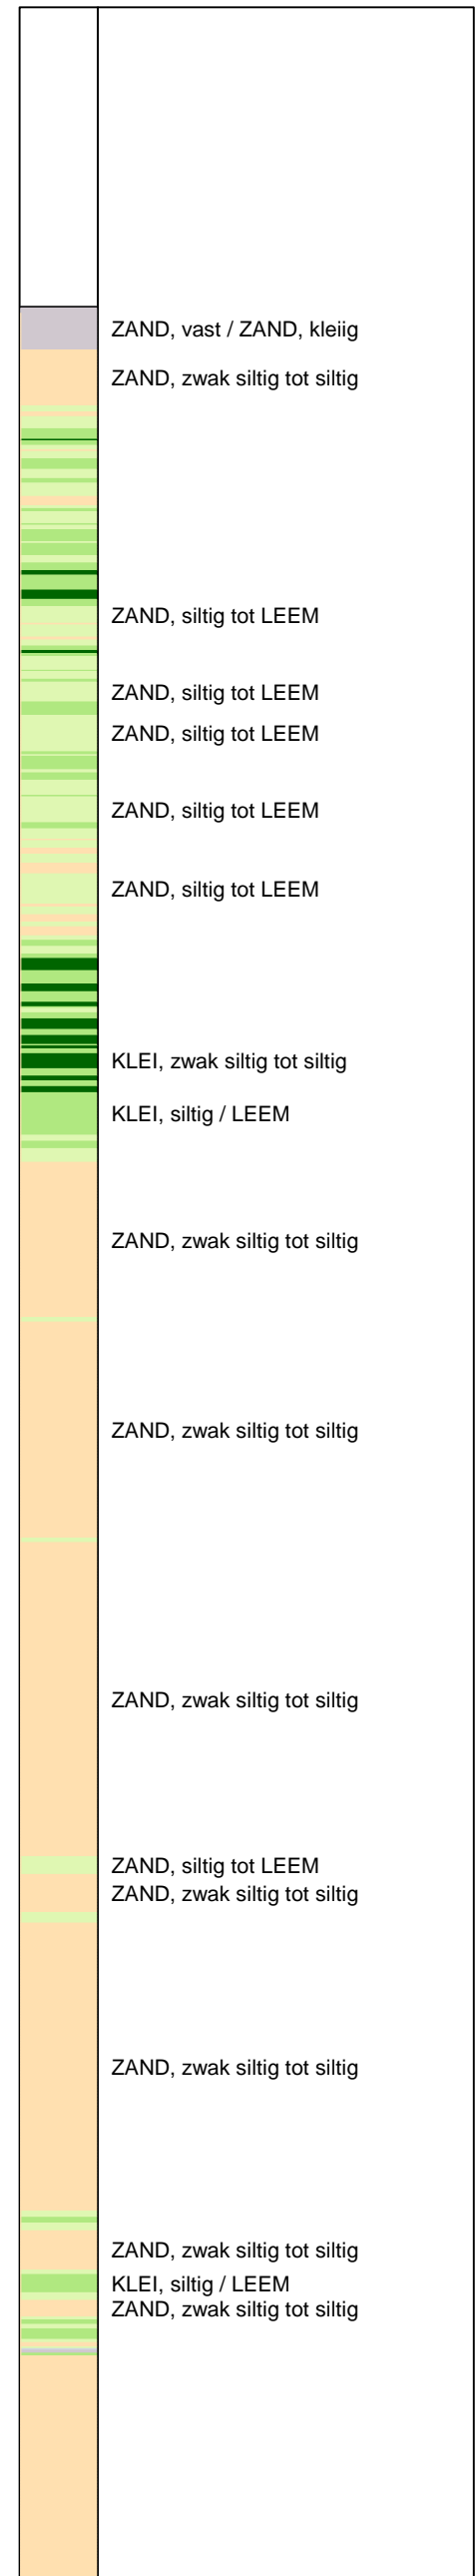 ZAND, vast / ZAND, kleiig
ZAND, zwak siltig tot siltig
ZAND, siltig tot LEEM
ZAND, siltig tot LEEM
ZAND, siltig tot LEEM
ZAND, siltig tot LEEM
ZAND, siltig tot LEEM
KLEI, zwak siltig tot siltig
KLEI, siltig / LEEM
ZAND, zwak siltig tot siltig
ZAND, zwak siltig tot siltig
ZAND, zwak siltig tot siltig
ZAND, siltig tot LEEM
ZAND, zwak siltig tot siltig
ZAND, zwak siltig tot siltig
ZAND, zwak siltig tot siltig
KLEI, siltig / LEEM
ZAND, zwak siltig tot siltig